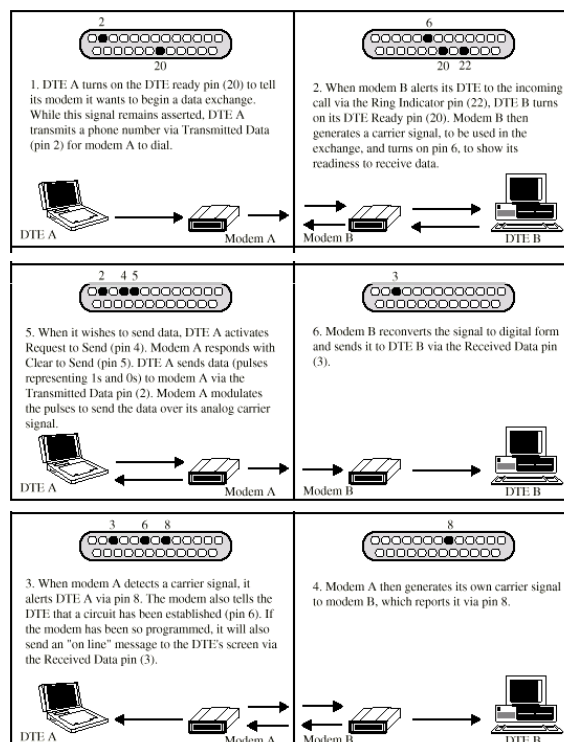 2
20
1. DTE A turns on the DTE ready pin (20) to tell
its modem it wants to begin a data exchange.
While this signal remains asserted, DTE A
transmits a phone number via Transmitted Data
(pin 2) for modem A to dial.
DTE A
Modem A
6
20 22
2. When modem B alerts its DTE to the incoming
call via the Ring Indicator pin (22), DTE B turns
on its DTE Ready pin (20). Modem B then
generates a carrier signal, to be used in the
exchange, and turns on pin 6, to show its
readiness to receive data.
Modem B
DTE B
2 4 5
5. When it wishes to send data, DTE A activates
Request to Send (pin 4). Modem A responds with
Clear to Send (pin 5). DTE A sends data (pulses
representing 1s and 0s) to modem A via the
Transmitted Data pin (2). Modem A modulates
the pulses to send the data over its analog carrier
signal.
DTE A
Modem A
3
6. Modem B reconverts the signal to digital form
and sends it to DTE B via the Received Data pin
(3).
Modem B
DTE B
3 6 8
3. When modem A detects a carrier signal, it
alerts DTE A via pin 8. The modem also tells the
DTE that a circuit has been established (pin 6). If
the modem has been so programmed, it will also
send an "on line" message to the DTE's screen via
the Received Data pin (3).
DTE A
Modem A
8
4. Modem A then generates its own carrier signal
to modem B, which reports it via pin 8.
Modem B
DTE B